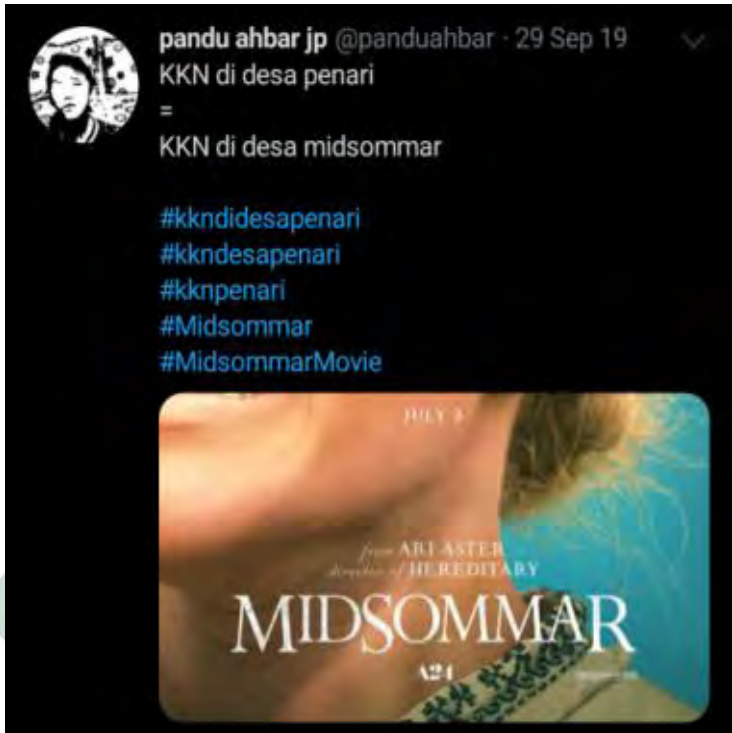 pandu ahbar jp @panduahbar · 29 Sep 19
KKN di desa penari
=
KKN di desa midsommar
#kkndidesapenari
#kkndesapenari
#kknpenari
#Midsommar
#MidsommarMovie
JULY 3
from ARI ASTER
director of HEREDITARY
MIDSOMMAR
A24